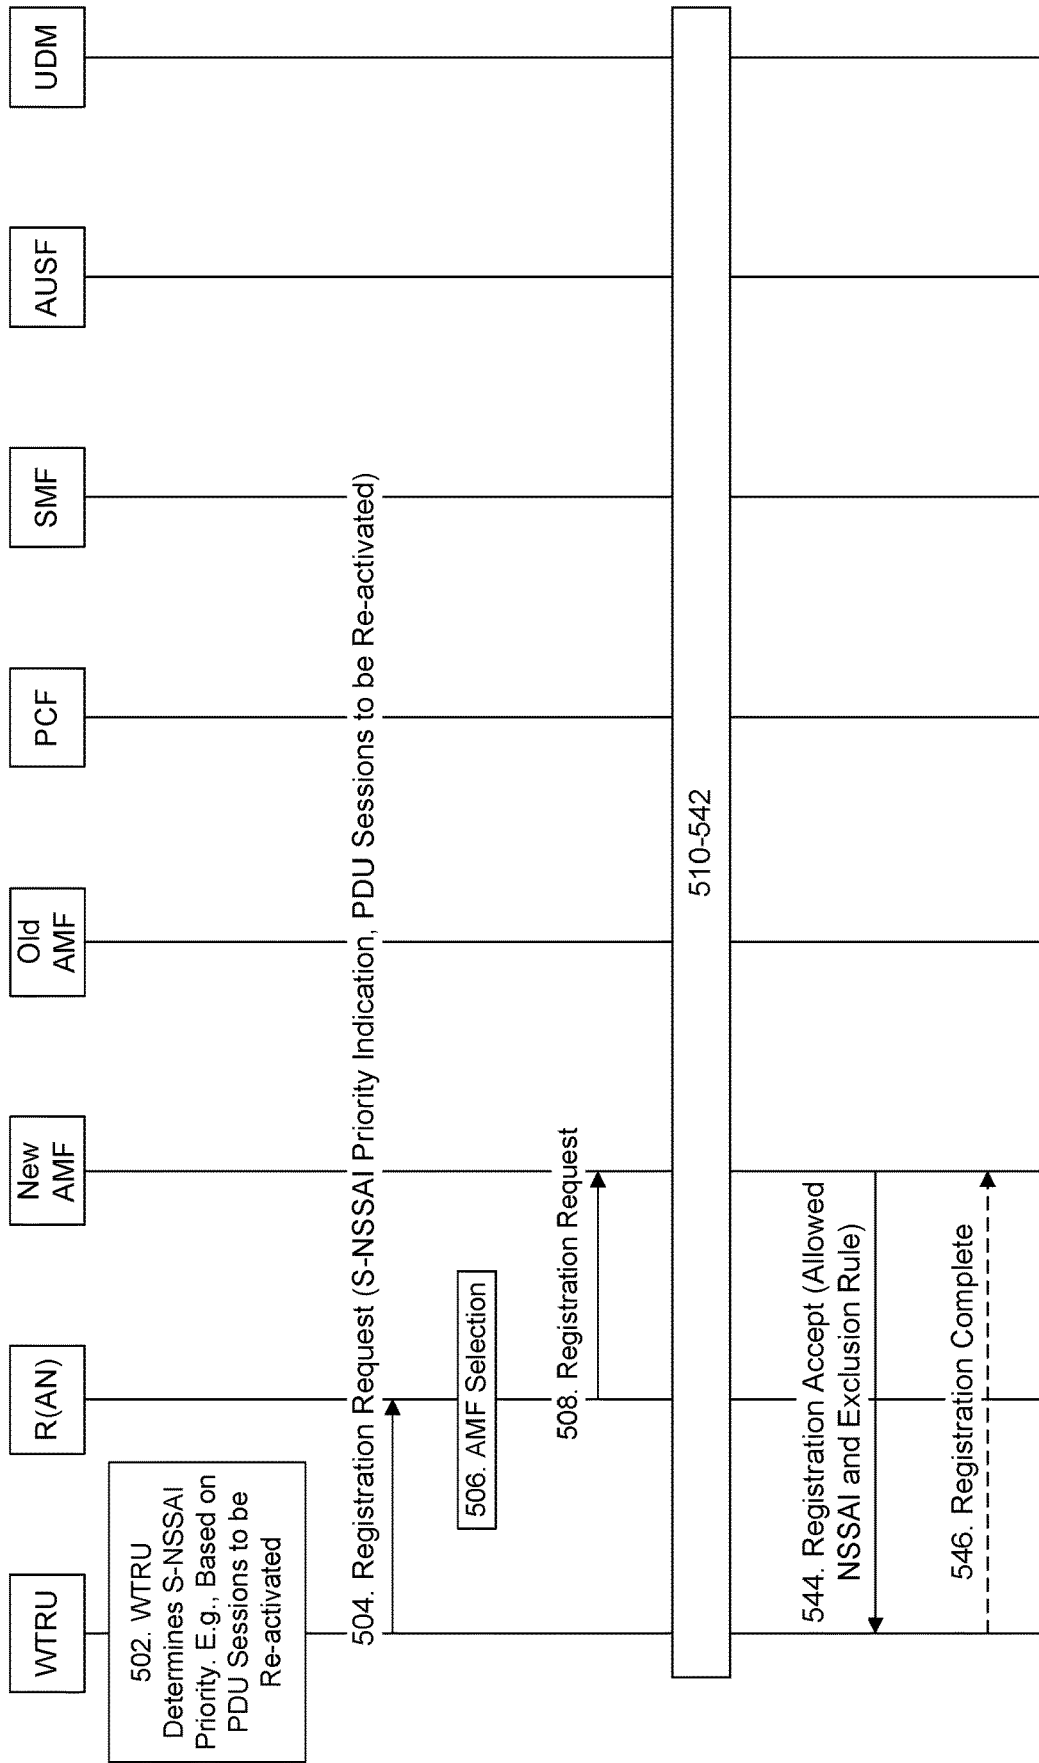 WTRU
R(AN)
New
AMF
Old
AMF
PCF
SMF
AUSF
UDM
502. WTRU
Determines S-NSSAI
Priority. E.g., Based on
PDU Sessions to be
Re-activated
504. Registration Request (S-NSSAI Priority Indication, PDU Sessions to be Re-activated)
506. AMF Selection
508. Registration Request
510-542
544. Registration Accept (Allowed
NSSAI and Exclusion Rule)
546. Registration Complete